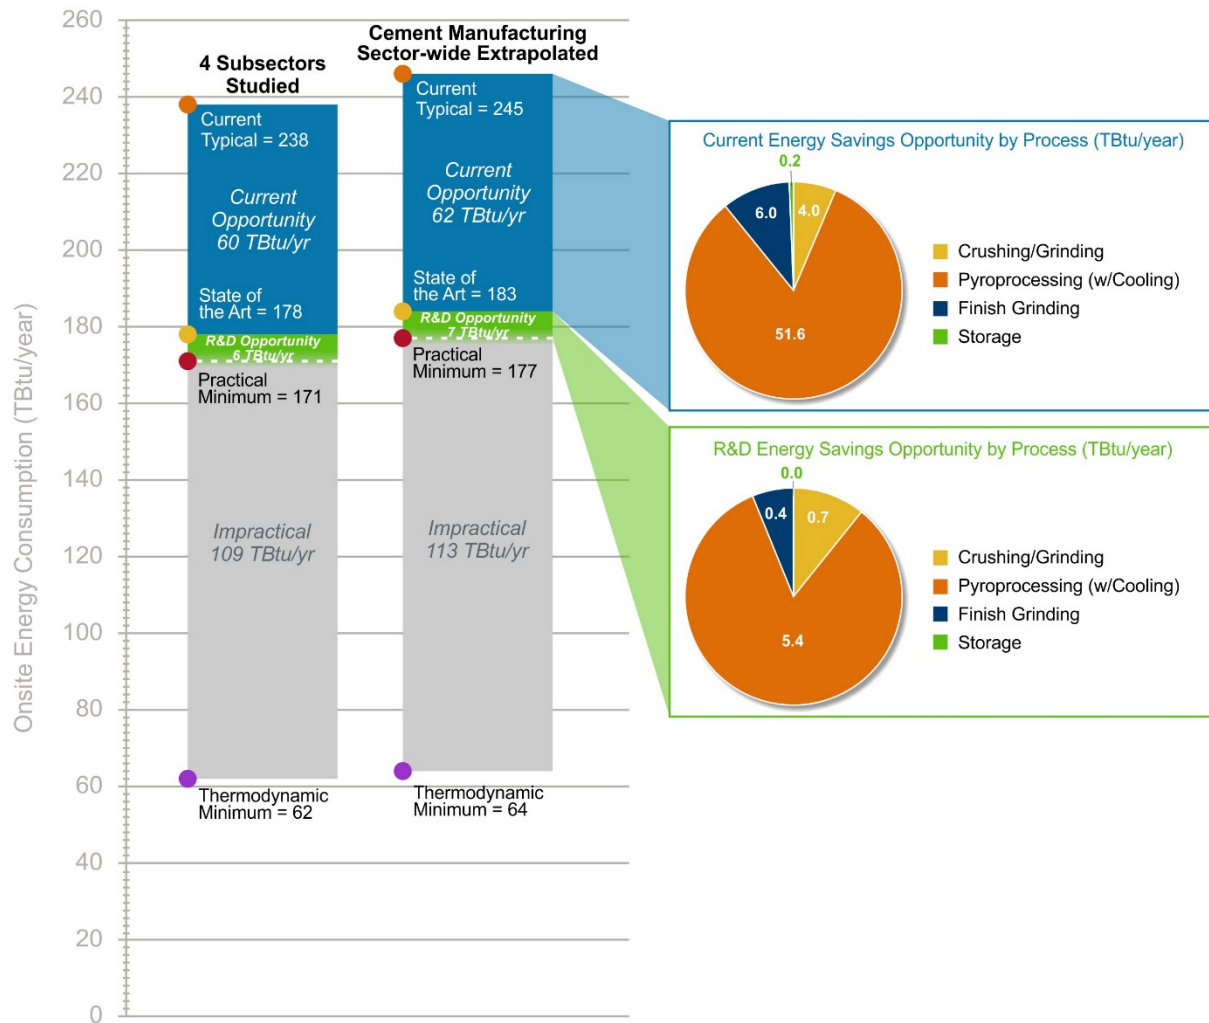 Onsite Energy Consumption (TBtu/year)
260
240
220
200
180
160
140
120
100
80
60
40
20
0
4 Subsectors
Studied
Current
Typical = 238
Current
Opportunity
60 TBtu/yr
State of
the Art = 178
R&D Opportunity
6 TBtu/yr
Practical
Minimum = 171
Impractical
109 TBtu/yr
Thermodynamic
Minimum = 62
Cement Manufacturing
Sector-wide Extrapolated
Current
Typical = 245
Current
Opportunity
62 TBtu/yr
State of
the Art = 183
R&D Opportunity
7 TBtu/yr
Practical
Minimum = 177
Impractical
113 TBtu/yr
Thermodynamic
Minimum = 64
Current Energy Savings Opportunity by Process (TBtu/year)
0.2
6.0
4.0
51.6
Crushing/Grinding
Pyroprocessing (w/Cooling)
Finish Grinding
Storage
R&D Energy Savings Opportunity by Process (TBtu/year)
0.0
0.4
0.7
5.4
Crushing/Grinding
Pyroprocessing (w/Cooling)
Finish Grinding
Storage